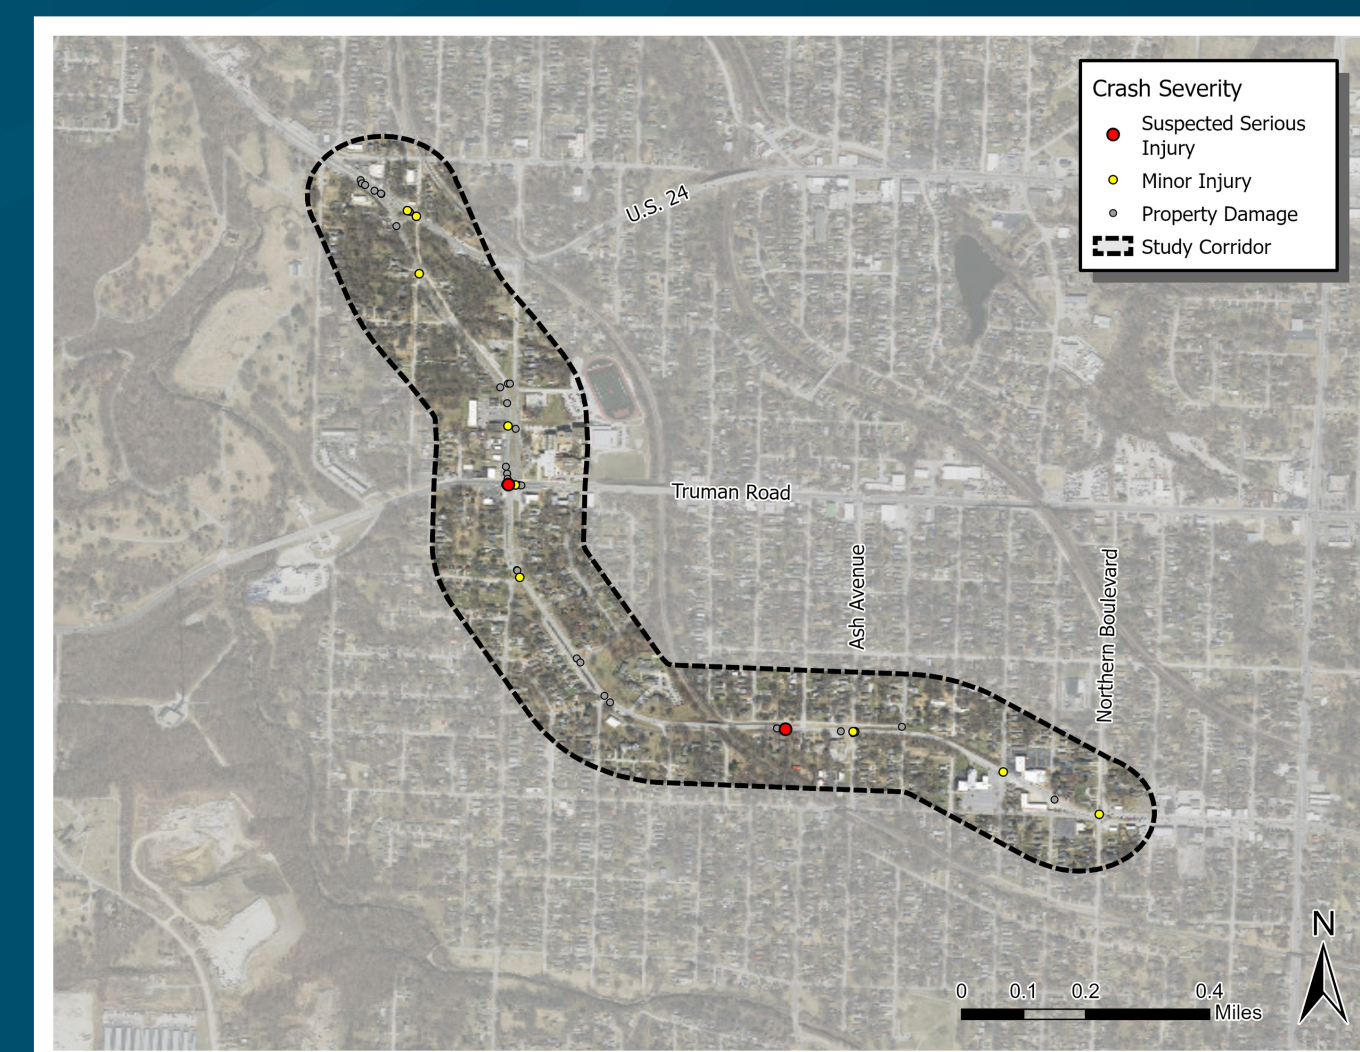 Crash Severity
Suspected Serious
Injury
Minor Injury
Property Damage
Study Corridor
U.S. 24
Truman Road
Ash Avenue
Northern Boulevard
N
0 0.1 0.2 0.4
Miles